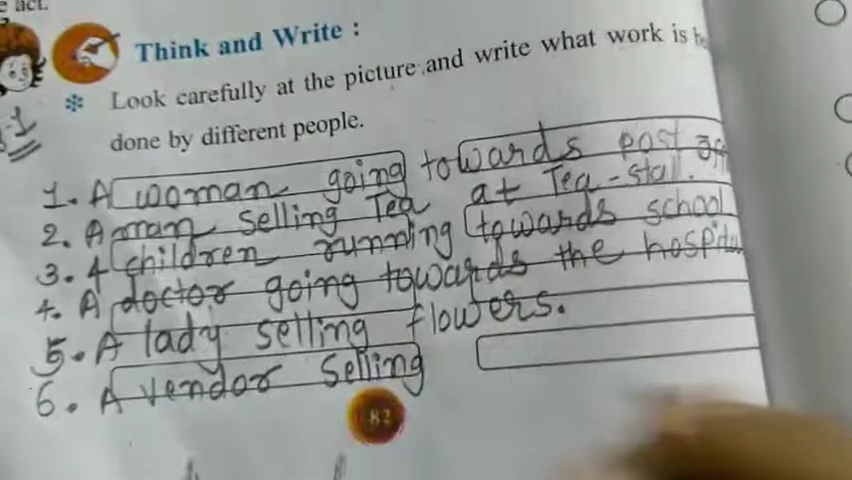 act.
Think and Write :
Look carefully at the picture and write what work is
done by different people.
1. A woman going towards post off
2. A man selling Tea at Tea-stall.
3. 4 children running towards school
4. A doctor going towards the hospital
5. A lady selling flowers.
6. A vendor selling
82